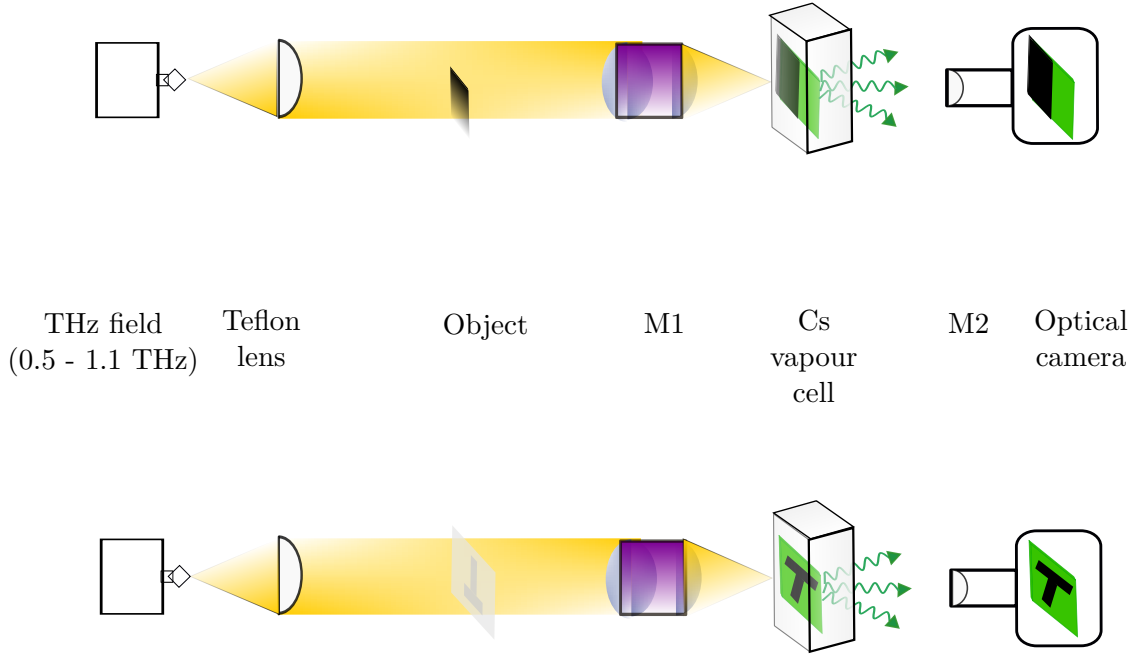 THz field
(0.5 - 1.1 THz)
Teflon
lens
Object
M1
Cs
vapour
cell
M2
Optical
camera
T
T
T